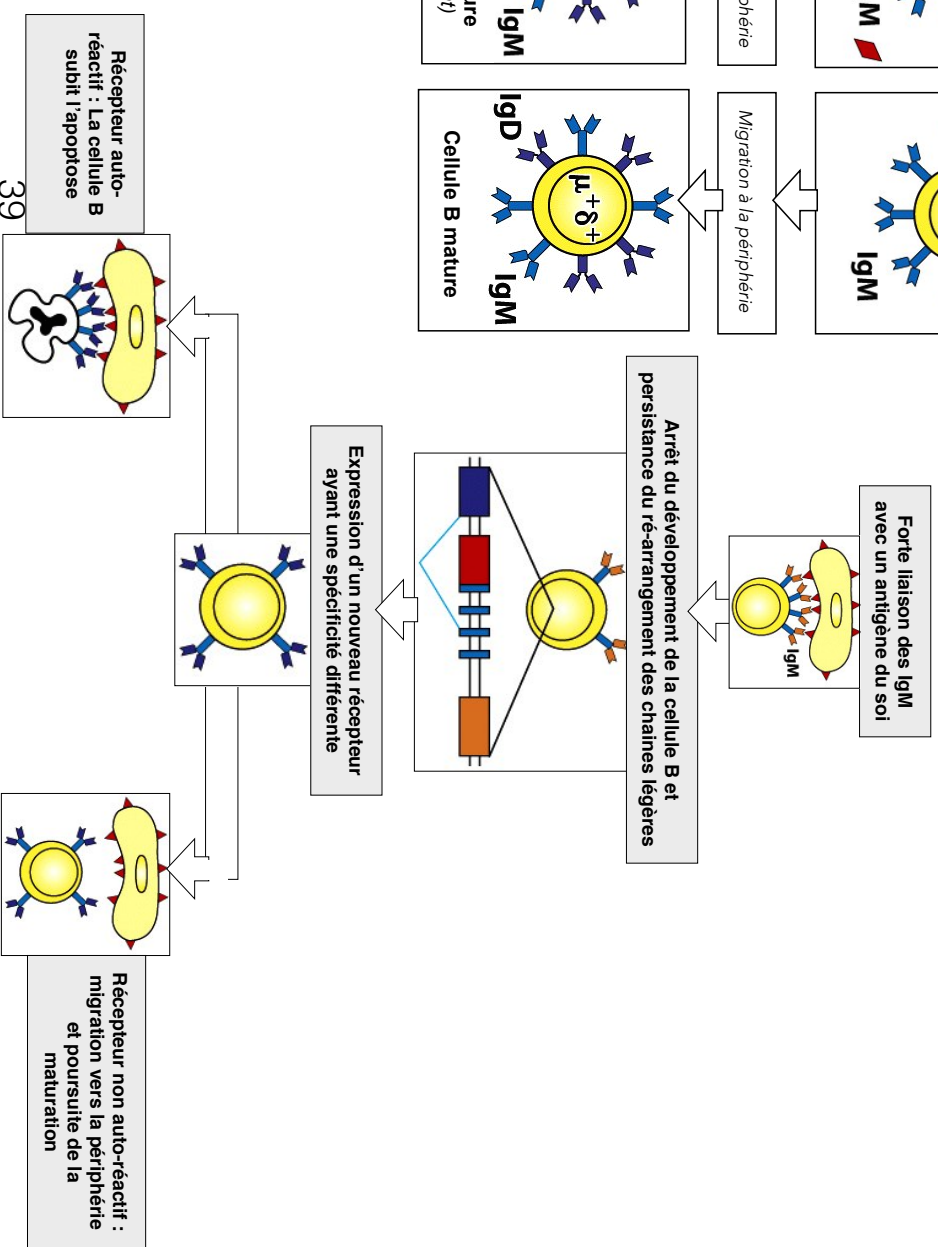 M
IgM
phérie
Migration à la périphérie
IgM
IgD
IgM
μ+δ+
Cellule B mature
Forte liaison des IgM
avec un antigène du soi
IgM
Arrêt du développement de la cellule B et
persistance du ré-arrangement des chaines légères
Expression d'un nouveau récepteur
ayant une spécificité différente
Récepteur auto-
réactif : La cellule B
subit l'apoptose
Récepteur non auto-réactif :
migration vers la périphérie
et poursuite de la
maturation
39